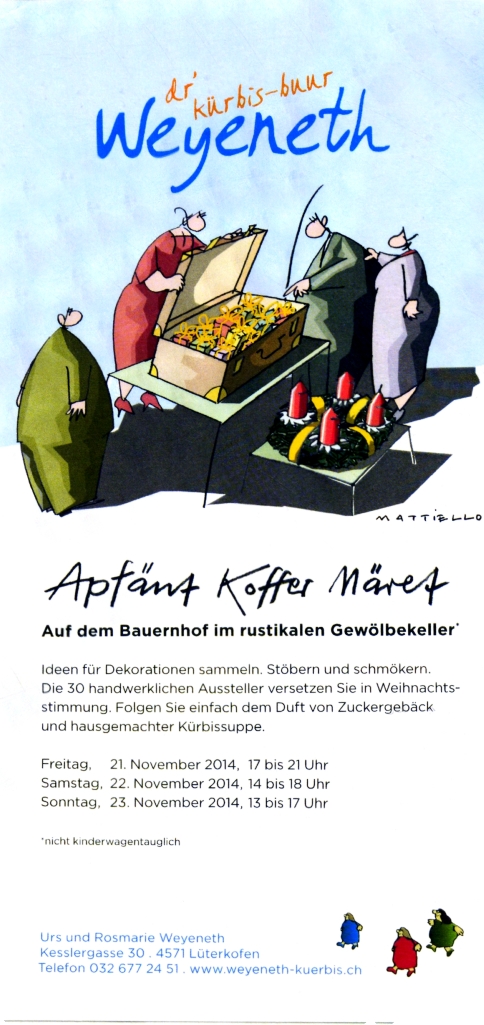 dr'
kürbis-buur
Weyeneth
MATTIELLO
Apfänt Koffer Märet
Auf dem Bauernhof im rustikalen Gewölbekeller*
Ideen für Dekorationen sammeln. Stöbern und schmökern.
Die 30 handwerklichen Aussteller versetzen Sie in Weihnachts-
stimmung. Folgen Sie einfach dem Duft von Zuckergebäck
und hausgemachter Kürbissuppe.
Freitag, 21. November 2014, 17 bis 21 Uhr
Samstag, 22. November 2014, 14 bis 18 Uhr
Sonntag, 23. November 2014, 13 bis 17 Uhr
*nicht kinderwagentauglich
Urs und Rosmarie Weyeneth
Kesslergasse 30 . 4571 Lüterkofen
Telefon 032 677 24 51 . www.weyeneth-kuerbis.ch